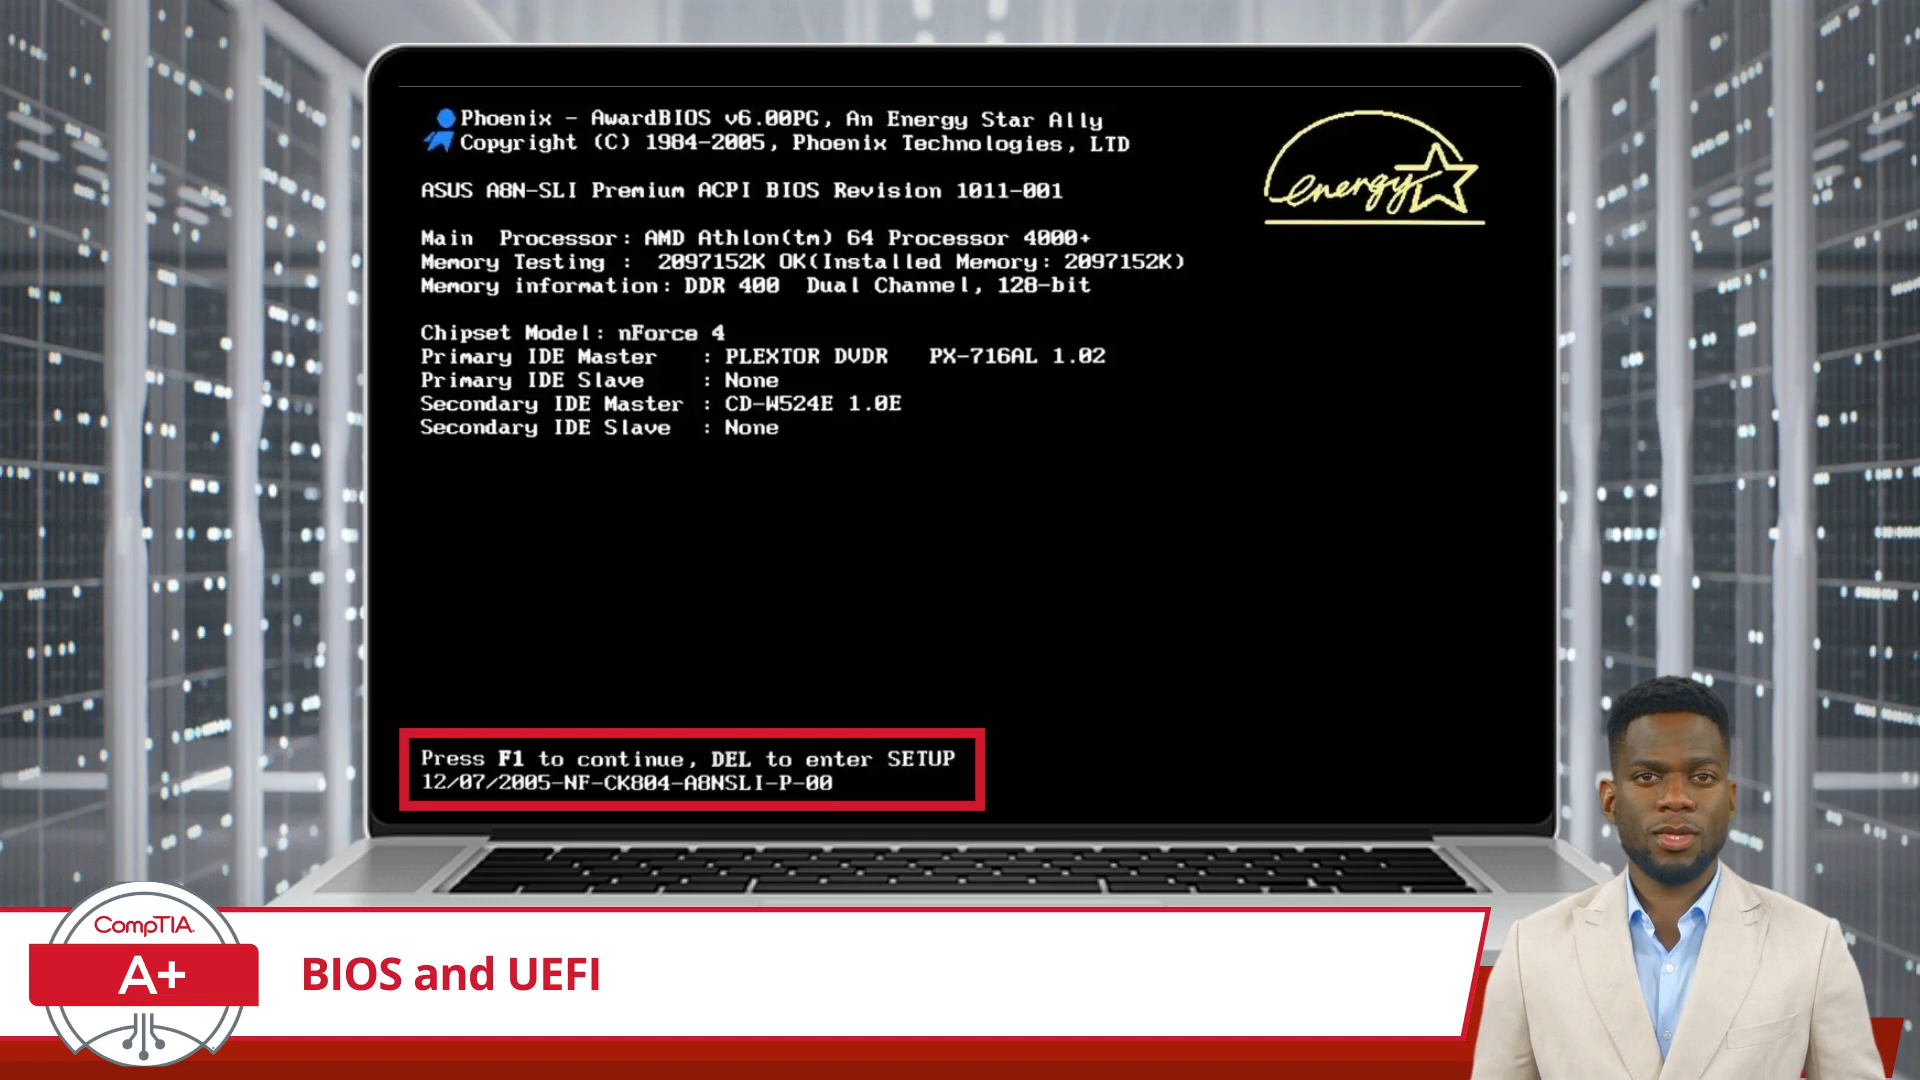 Phoenix - AwardBIOS v6.00PG, An Energy Star Ally
Copyright (C) 1984-2005, Phoenix Technologies, LTD
energy
ASUS A8N-SLI Premium ACPI BIOS Revision 1011-001
Main Processor: AMD Athlon(tm) 64 Processor 4000+
Memory Testing : 2097152K OK(Installed Memory: 2097152K)
Memory information: DDR 400 Dual Channel, 128-bit
Chipset Model: nForce 4
Primary IDE Master : PLEXTOR DVDR PX-716AL 1.02
Primary IDE Slave : None
Secondary IDE Master : CD-W524E 1.0E
Secondary IDE Slave : None
Press F1 to continue, DEL to enter SETUP
12/07/2005-NF-CK804-A8NSLI-P-00
CompTIA.
A+
BIOS and UEFI